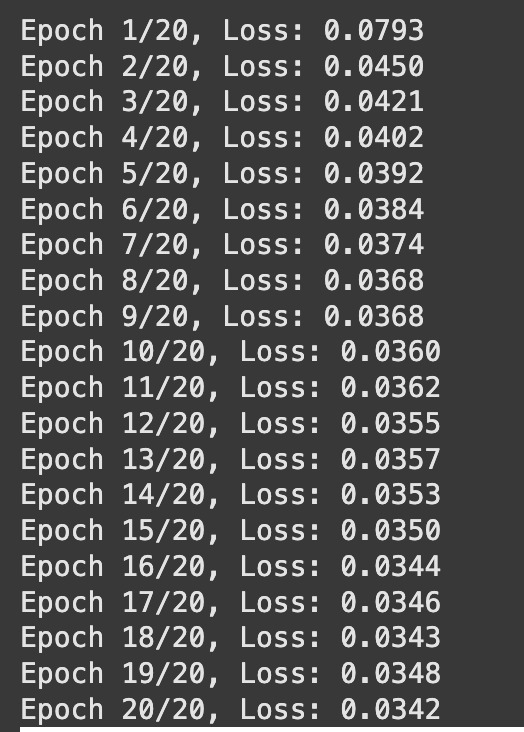 Epoch 1/20, Loss: 0.0793
Epoch 2/20, Loss: 0.0450
Epoch 3/20, Loss: 0.0421
Epoch 4/20, Loss: 0.0402
Epoch 5/20, Loss: 0.0392
Epoch 6/20, Loss: 0.0384
Epoch 7/20, Loss: 0.0374
Epoch 8/20, Loss: 0.0368
Epoch 9/20, Loss: 0.0368
Epoch 10/20, Loss: 0.0360
Epoch 11/20, Loss: 0.0362
Epoch 12/20, Loss: 0.0355
Epoch 13/20, Loss: 0.0357
Epoch 14/20, Loss: 0.0353
Epoch 15/20, Loss: 0.0350
Epoch 16/20, Loss: 0.0344
Epoch 17/20, Loss: 0.0346
Epoch 18/20, Loss: 0.0343
Epoch 19/20, Loss: 0.0348
Epoch 20/20, Loss: 0.0342